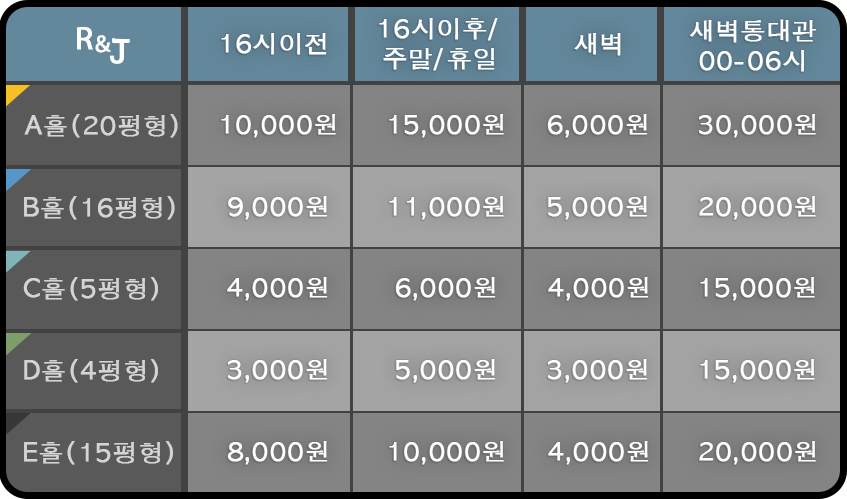 R&J 16시이전 16시이후/ 주말/휴일 새벽 새벽통대관 00-06시
A홀(20평형) 10,000원 15,000원 6,000원 30,000원
B홀(16평형) 9,000원 11,000원 5,000원 20,000원
C홀(5평형) 4,000원 6,000원 4,000원 15,000원
D홀(4평형) 3,000원 5,000원 3,000원 15,000원
E홀(15평형) 8,000원 10,000원 4,000원 20,000원